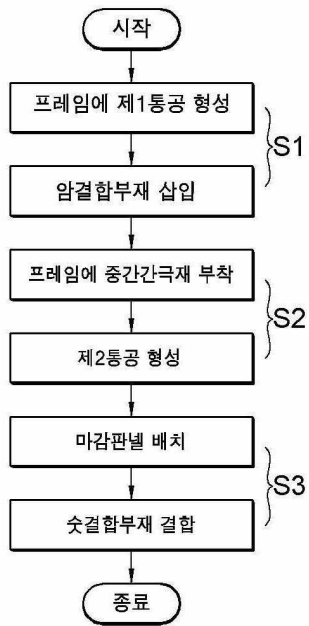 시작
프레임에 제1통공 형성
S1
암결합부재 삽입
프레임에 중간간극재 부착
S2
제2통공 형성
마감판넬 배치
S3
숫결합부재 결합
종료